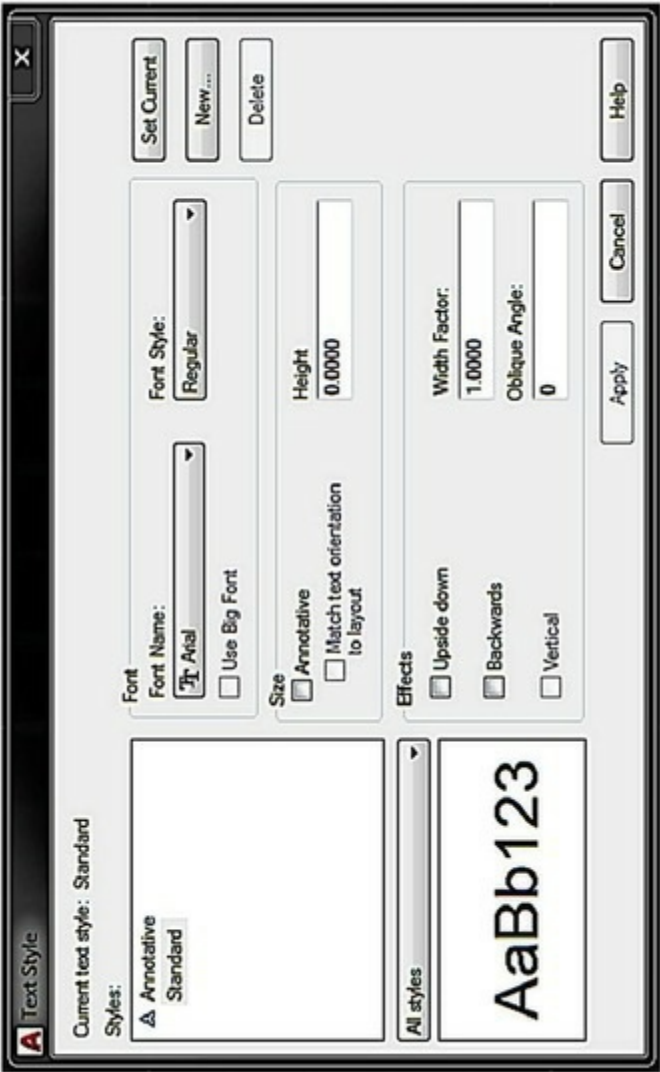 A Text Style
X
Current text style: Standard
Styles:
Annotative
Standard
All styles
AaBb123
Font
Font Name:
Arial
Font Style:
Regular
Use Big Font
Size
Annotative
Match text orientation
to layout
Height
0.0000
Effects
Upside down
Backwards
Vertical
Width Factor:
1.0000
Oblique Angle:
0
Set Current
New...
Delete
Apply
Cancel
Help